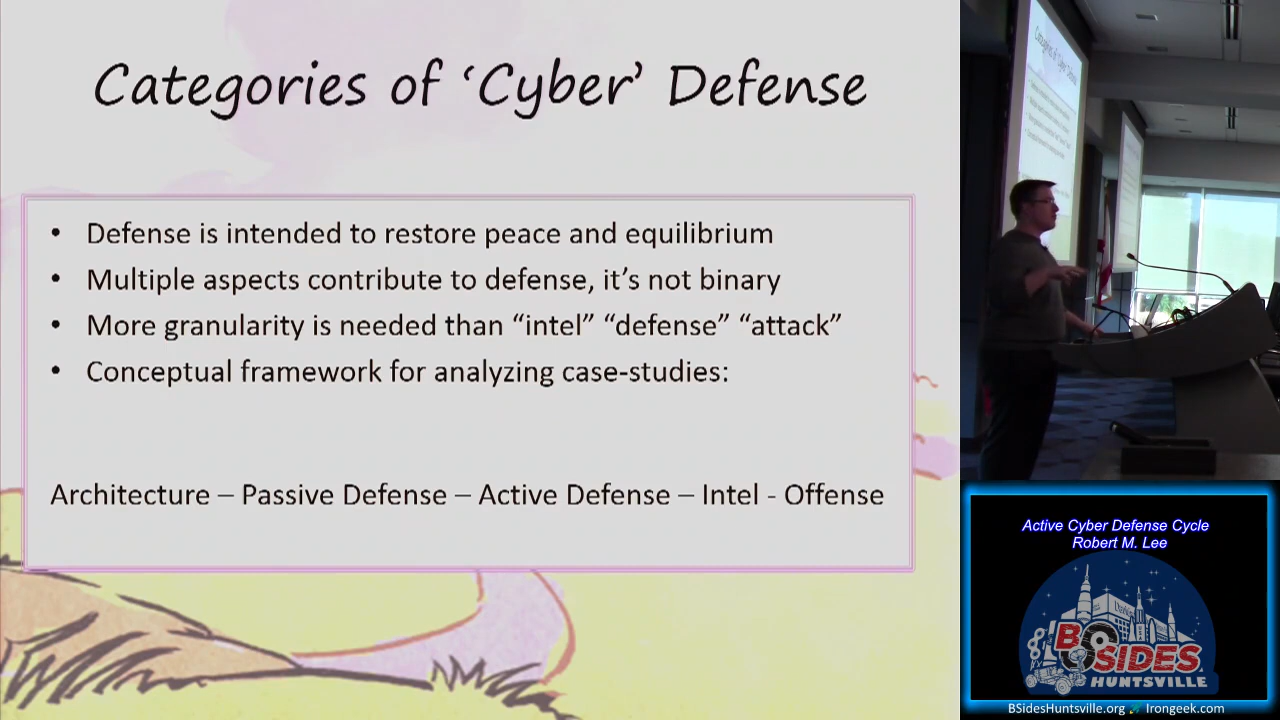 Categories of ‘Cyber’ Defense
• Defense is intended to restore peace and equilibrium
• Multiple aspects contribute to defense, it’s not binary
• More granularity is needed than “intel” “defense” “attack”
• Conceptual framework for analyzing case-studies:
Architecture – Passive Defense – Active Defense – Intel - Offense
Active Cyber Defense Cycle
Robert M. Lee
BSIDES
HUNTSVILLE
BSidesHuntsville.org Irongeek.com